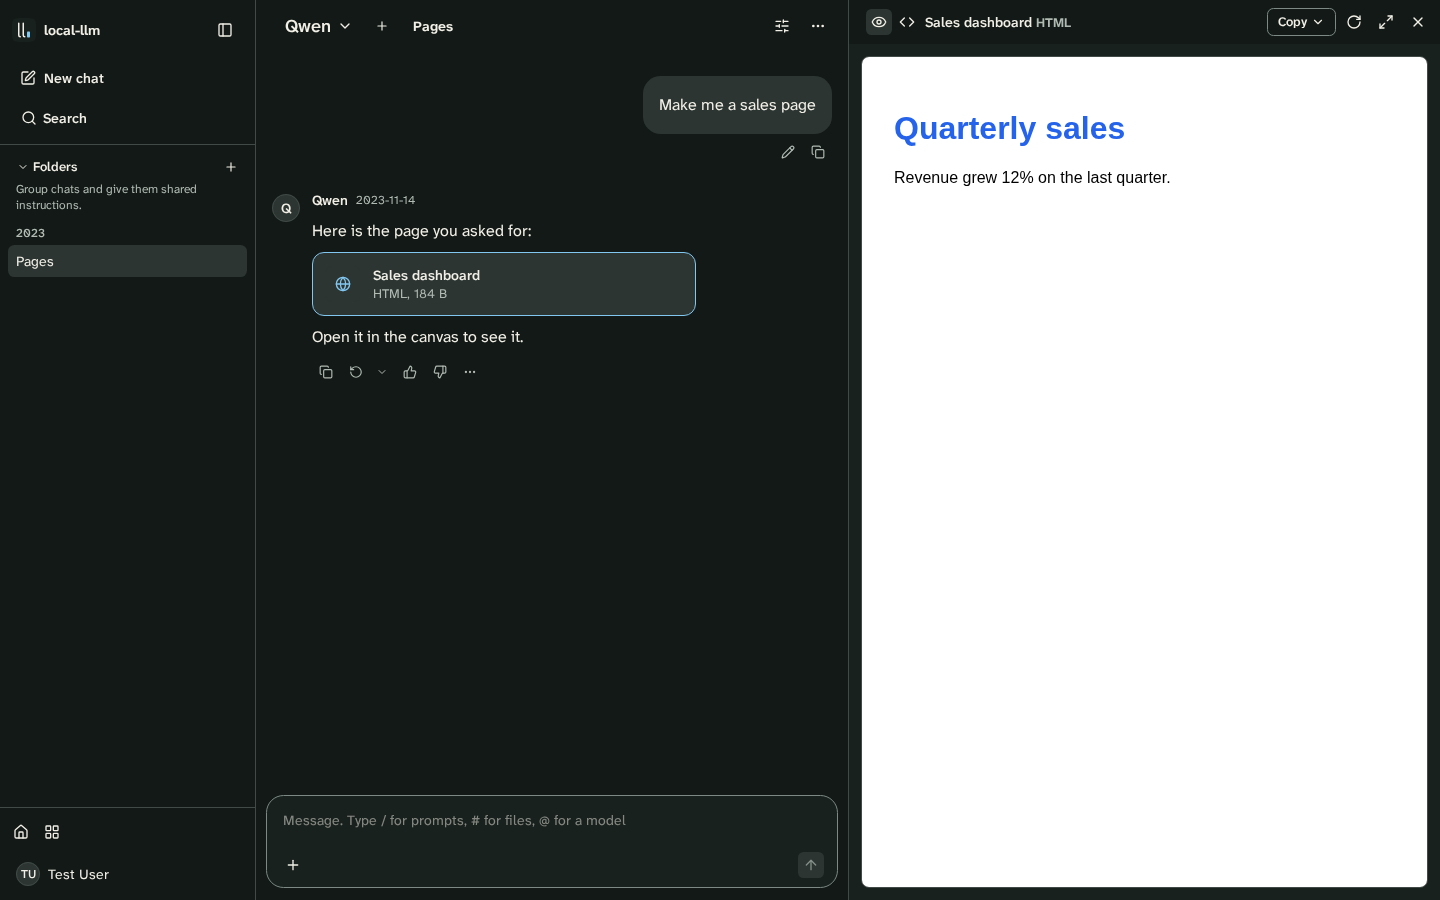 local-llm
New chat
Search
Folders
Group chats and give them shared
instructions.
2023
Pages
TU
Test User
Qwen
Pages
Make me a sales page
Q
Qwen 2023-11-14
Here is the page you asked for:
Sales dashboard
HTML, 184 B
Open it in the canvas to see it.
Message. Type / for prompts, # for files, @ for a model
Sales dashboard HTML
Copy
Quarterly sales
Revenue grew 12% on the last quarter.